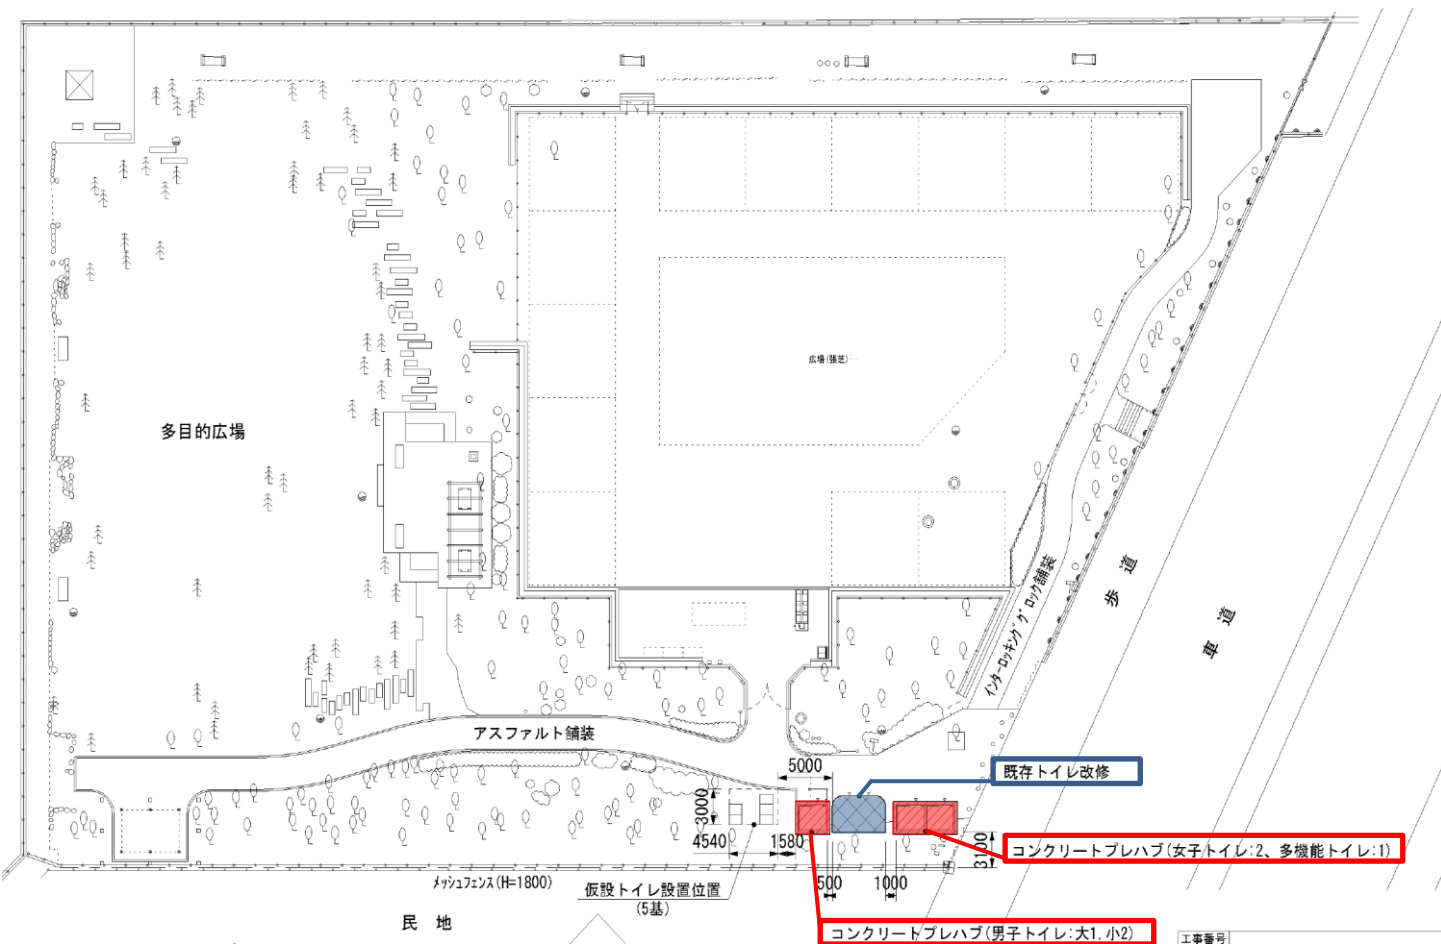 広場(張芝)
多目的広場
インターロッキングブロック舗装
歩道
車道
アスファルト舗装
5000
既存トイレ改修
3000
4540
1580
3100
コンクリートプレハブ(女子トイレ:2、多機能トイレ:1)
メッシュフェンス(H=1800)
仮設トイレ設置位置
(5基)
500
1000
民地
コンクリートプレハブ(男子トイレ:大1,小2)
工事番号